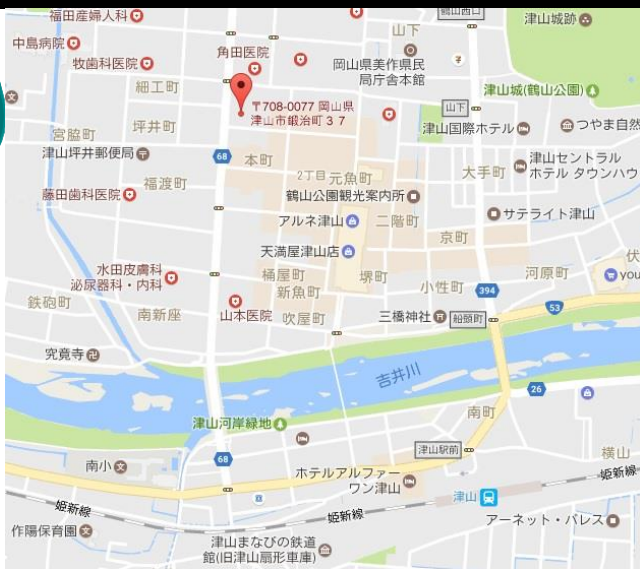 福田産婦人科
鶴山西口
津山城跡
中島病院
角田医院
山下
牧歯科医院
岡山県美作県民
局庁舎本館
細工町
津山城(鶴山公園)
〒708-0077 岡山県
津山市鍛治町37
山下
坪井町
宮脇町
津山国際ホテル
つやま自然
津山坪井郵便局
68
本町
津山セントラル
ホテル タウンハウ
2丁目
元魚町
大手町
福渡町
藤田歯科医院
鶴山公園観光案内所
アルネ津山
二階町
サテライト津山
京町
天満屋津山店
伏
水田皮膚科
泌尿器科・内科
桶屋町
堺町
小性町
河原町
you
新魚町
394
鉄砲町
南新座
山本医院
吹屋町
三橋神社
船頭町
53
究竟寺
吉井川
26
津山河岸緑地
南町
津山駅前
横山
南小
68
ホテルアルファー
ワン津山
姫新線
津山
姫新線
姫新線
アーネット・パレス
作陽保育園
津山まなびの鉄道
館(旧津山扇形車庫)